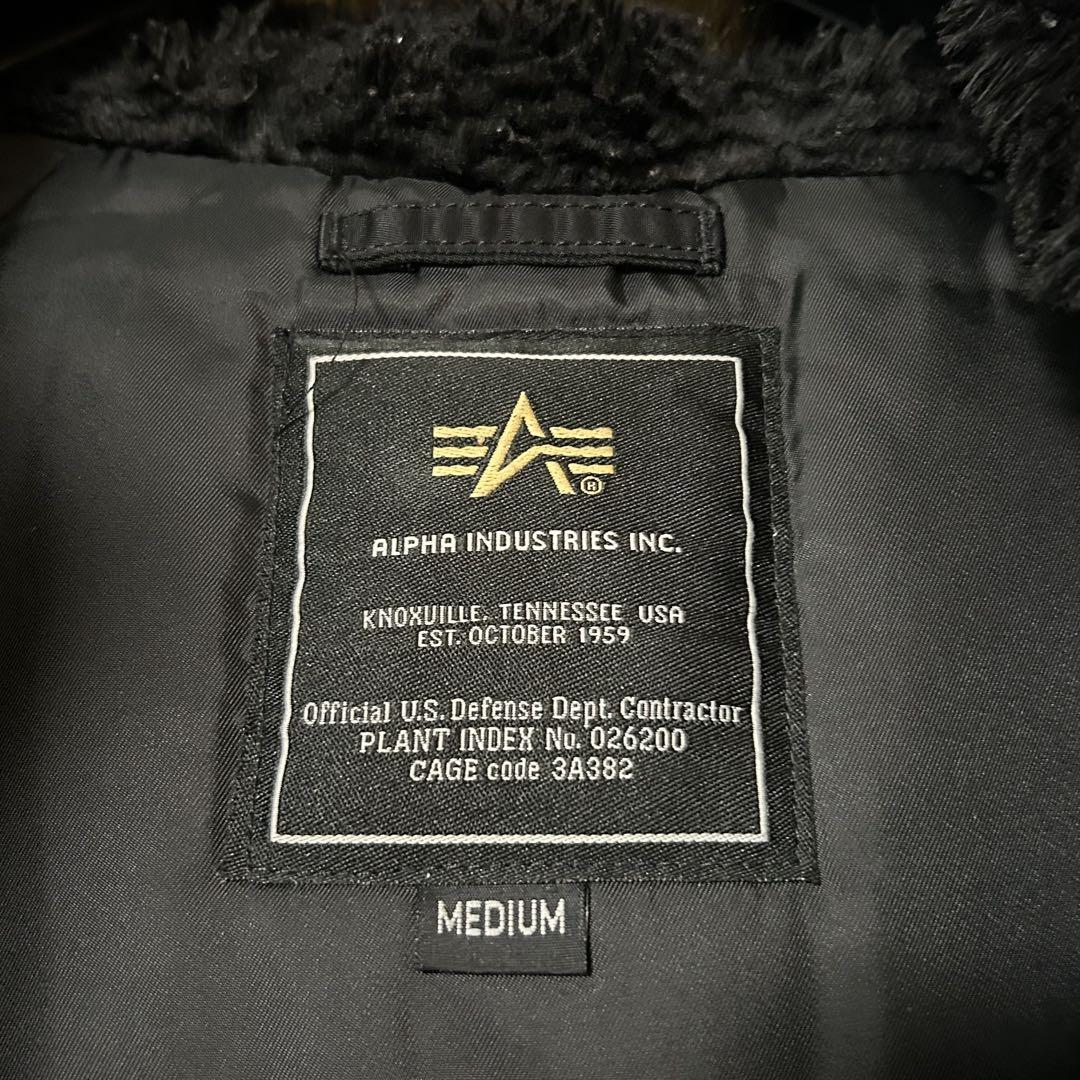 ®
ALPHA INDUSTRIES INC.
KNOXVILLE, TENNESSEE USA
EST. OCTOBER 1959
Official U.S. Defense Dept. Contractor
PLANT INDEX No. 026200
CAGE code 3A382
MEDIUM